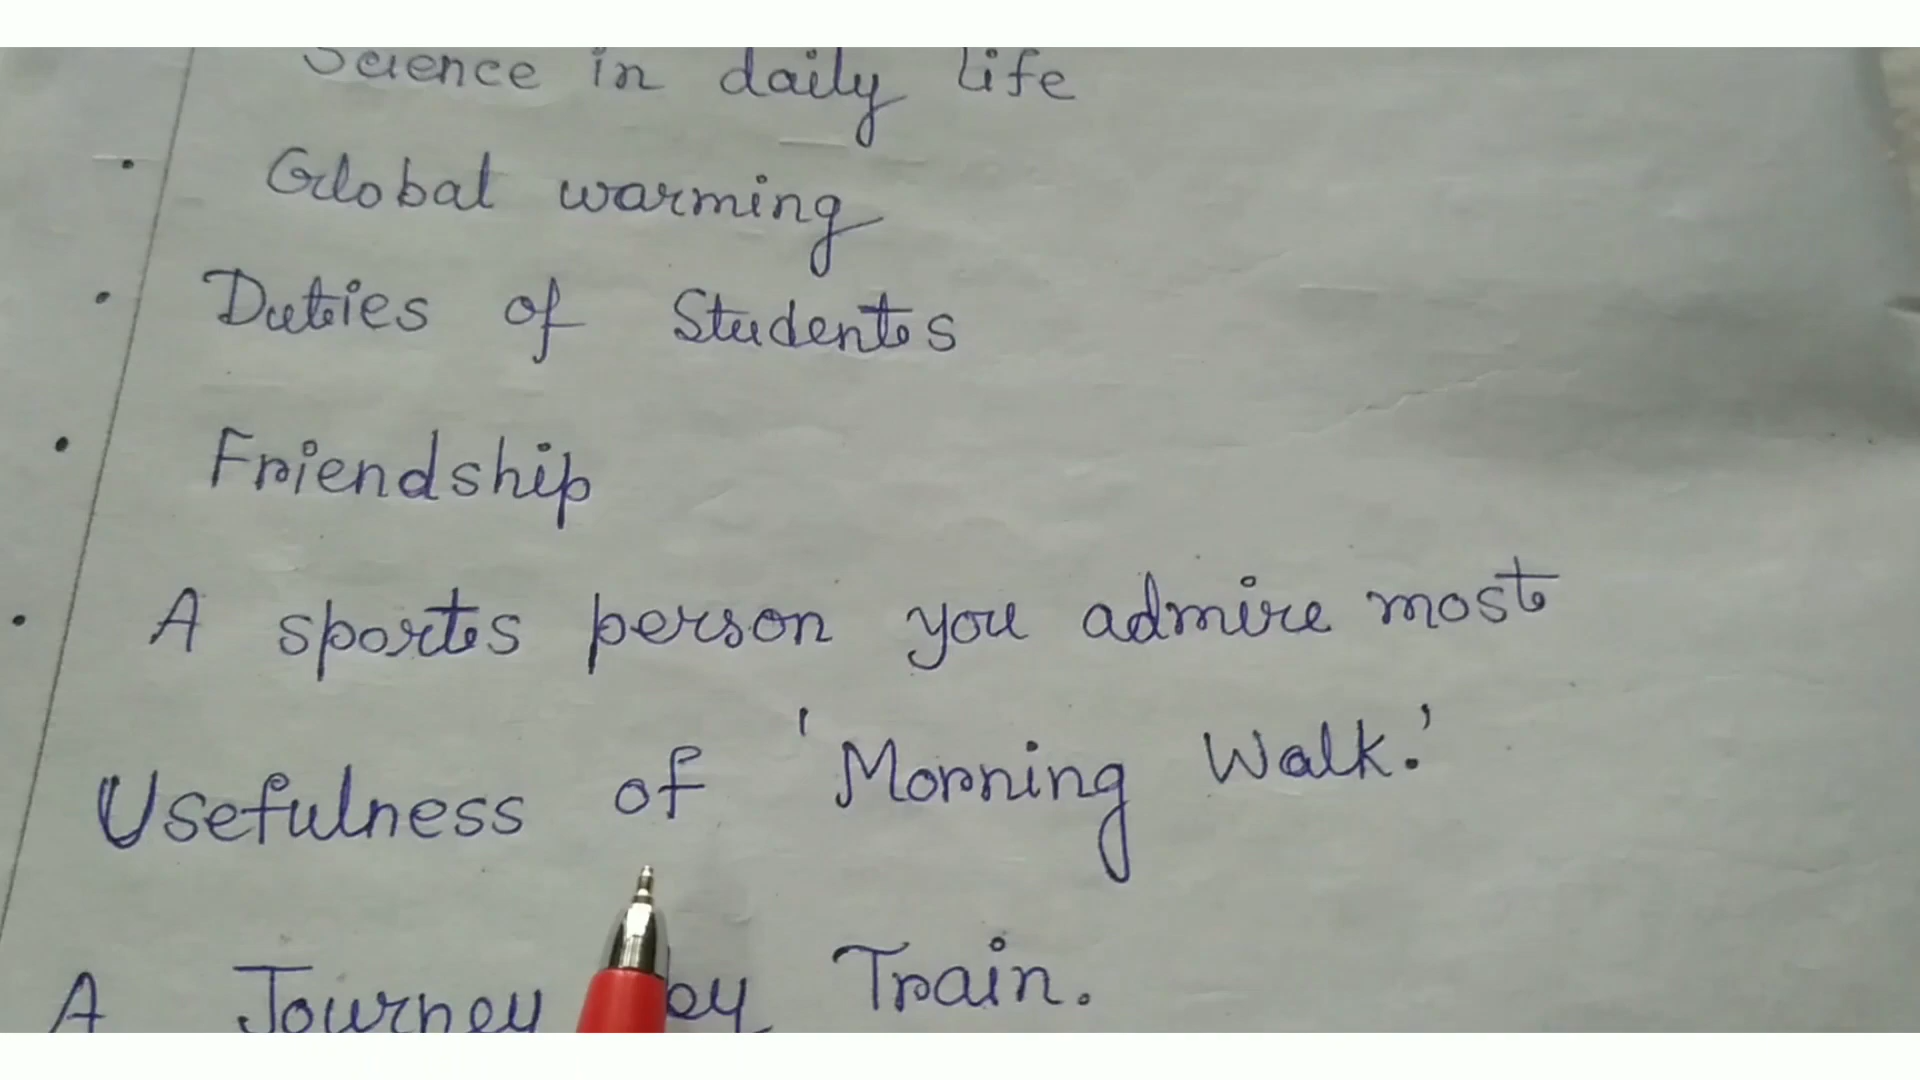 Science in daily life
Global warming
Duties of Students
Friendship
A sports person you admire most
Usefulness of 'Morning Walk.'
A Journey by Train.